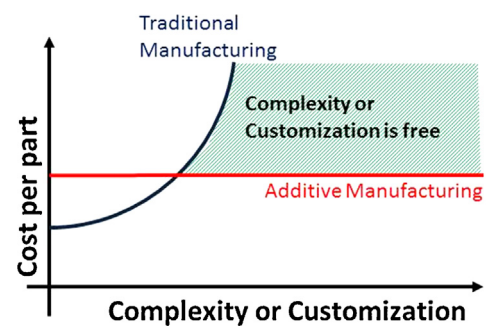 Traditional
Manufacturing
Complexity or
Customization is free
Additive Manufacturing
Cost per part
Complexity or Customization